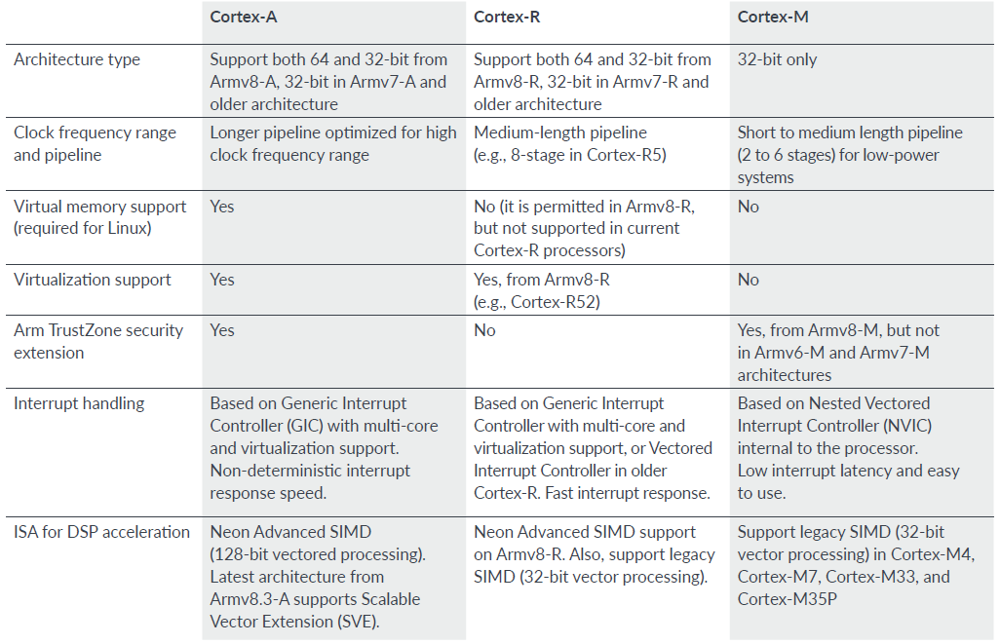 Cortex-A
Cortex-R
Cortex-M
Architecture type
Support both 64 and 32-bit from
Armv8-A, 32-bit in Armv7-A and
older architecture
Support both 64 and 32-bit from
Armv8-R, 32-bit in Armv7-R and
older architecture
32-bit only
Clock frequency range
and pipeline
Longer pipeline optimized for high
clock frequency range
Medium-length pipeline
(e.g., 8-stage in Cortex-R5)
Short to medium length pipeline
(2 to 6 stages) for low-power
systems
Virtual memory support
(required for Linux)
Yes
No (it is permitted in Armv8-R,
but not supported in current
Cortex-R processors)
No
Virtualization support
Yes
Yes, from Armv8-R
(e.g., Cortex-R52)
No
Arm TrustZone security
extension
Yes
No
Yes, from Armv8-M, but not
in Armv6-M and Armv7-M
architectures
Interrupt handling
Based on Generic Interrupt
Controller (GIC) with multi-core
and virtualization support.
Non-deterministic interrupt
response speed.
Based on Generic Interrupt
Controller with multi-core and
virtualization support, or Vectored
Interrupt Controller in older
Cortex-R. Fast interrupt response.
Based on Nested Vectored
Interrupt Controller (NVIC)
internal to the processor.
Low interrupt latency and easy
to use.
ISA for DSP acceleration
Neon Advanced SIMD
(128-bit vectored processing).
Latest architecture from
Armv8.3-A supports Scalable
Vector Extension (SVE).
Neon Advanced SIMD support
on Armv8-R. Also, support legacy
SIMD (32-bit vector processing).
Support legacy SIMD (32-bit
vector processing) in Cortex-M4,
Cortex-M7, Cortex-M33, and
Cortex-M35P